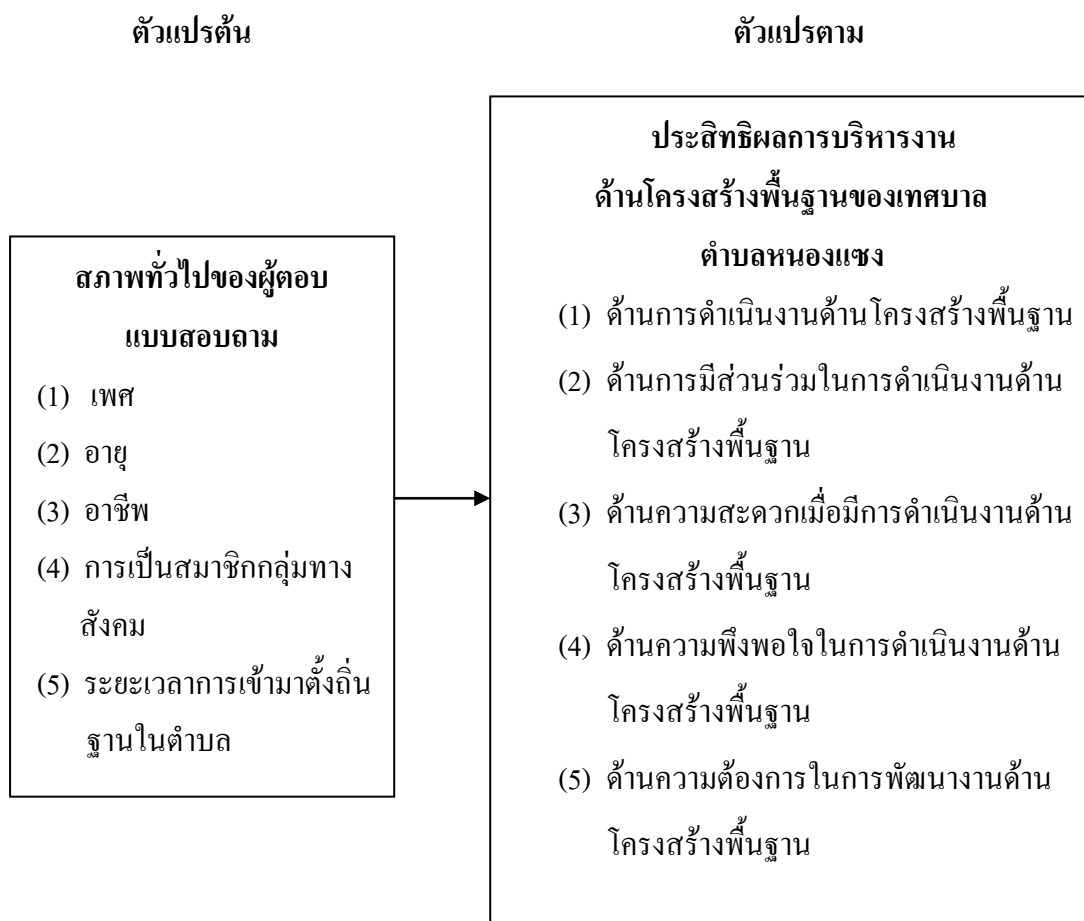 ตัวแปรต้น
ตัวแปรตาม
สภาพทั่วไปของผู้ตอบ
แบบสอบถาม
(1) เพศ
(2) อายุ
(3) อาชีพ
(4) การเป็นสมาชิกกลุ่มทาง
สังคม
(5) ระยะเวลาการเข้ามาตั้งถิ่น
ฐานในตำบล
ประสิทธิผลการบริหารงาน
ด้านโครงสร้างพื้นฐานของเทศบาล
ตำบลหนองแซง
(1) ด้านการดำเนินงานด้านโครงสร้างพื้นฐาน
(2) ด้านการมีส่วนร่วมในการดำเนินงานด้าน
โครงสร้างพื้นฐาน
(3) ด้านความสะดวกเมื่อมีการดำเนินงานด้าน
โครงสร้างพื้นฐาน
(4) ด้านความพึงพอใจในการดำเนินงานด้าน
โครงสร้างพื้นฐาน
(5) ด้านความต้องการในการพัฒนางานด้าน
โครงสร้างพื้นฐาน